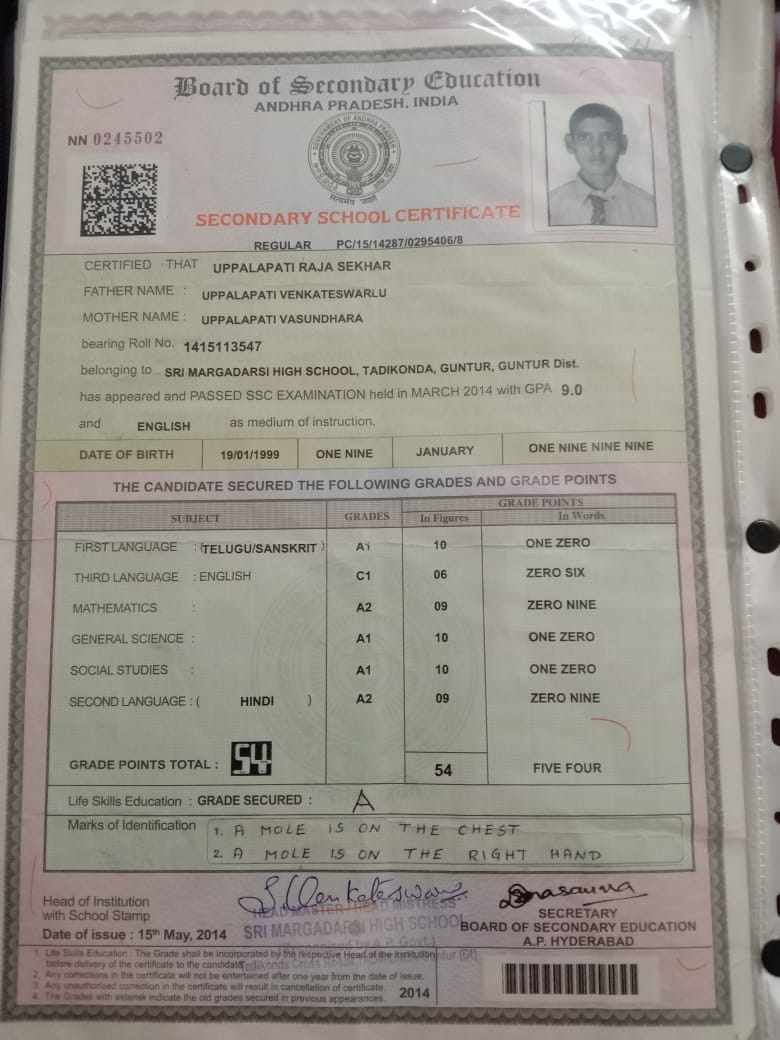 Board of Secondary Education
ANDHRA PRADESH, INDIA
NN 0245502
GOVERNMENT OF ANDHRA PRADESH
सत्यमेव जयते
SECONDARY SCHOOL CERTIFICATE
REGULAR PC/15/14287/0295406/8
CERTIFIED THAT UPPALAPATI RAJA SEKHAR
FATHER NAME : UPPALAPATI VENKATESWARLU
MOTHER NAME : UPPALAPATI VASUNDHARA
bearing Roll No. 1415113547
belonging to SRI MARGADARSI HIGH SCHOOL, TADIKONDA, GUNTUR, GUNTUR Dist.
has appeared and PASSED SSC EXAMINATION held in MARCH 2014 with GPA 9.0
and ENGLISH as medium of instruction.
DATE OF BIRTH 19/01/1999 ONE NINE JANUARY ONE NINE NINE NINE
THE CANDIDATE SECURED THE FOLLOWING GRADES AND GRADE POINTS
SUBJECT GRADES GRADE POINTS
In Figures In Words
FIRST LANGUAGE : (TELUGU/SANSKRIT ) A1 10 ONE ZERO
THIRD LANGUAGE : ENGLISH C1 06 ZERO SIX
MATHEMATICS : A2 09 ZERO NINE
GENERAL SCIENCE : A1 10 ONE ZERO
SOCIAL STUDIES : A1 10 ONE ZERO
SECOND LANGUAGE : ( HINDI ) A2 09 ZERO NINE
GRADE POINTS TOTAL : 54 54 FIVE FOUR
Life Skills Education : GRADE SECURED : A
Marks of Identification 1. A MOLE IS ON THE CHEST
2. A MOLE IS ON THE RIGHT HAND
Head of Institution
with School Stamp
HEAD MASTER / HEAD MISTRESS
SRI MARGADARSI HIGH SCHOOL
Date of issue : 15th May, 2014
SECRETARY
BOARD OF SECONDARY EDUCATION
A.P. HYDERABAD
1. Life Skills Education : The Grade shall be Incorporated by the respective Head of the Institution
before delivery of the certificate to the candidate.
2. Any corrections in the certificate will not be entertained after one year from the date of issue.
3. Any unauthorised correction in the certificate will result in cancellation of certificate.
4. The Grades with asterisk indicate the old grades secured in previous appearances.
2014